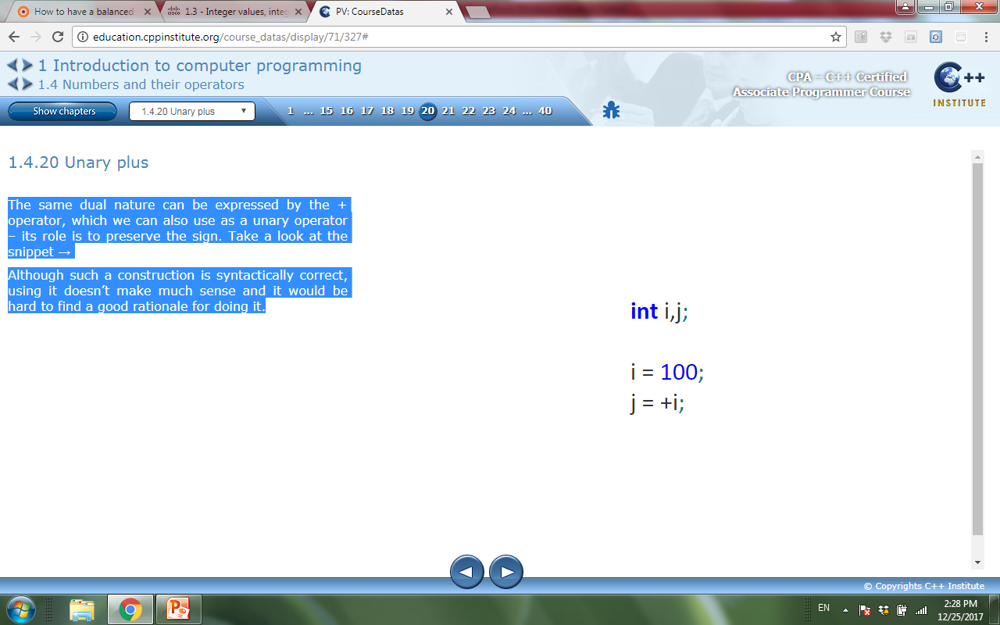 How to have a balanced
1.3 - Integer values, integ
PV: CourseDatas
education.cppinstitute.org/course_datas/display/71/327#
1 Introduction to computer programming
1.4 Numbers and their operators
CPA – C++ Certified
Associate Programmer Course
C++
INSTITUTE
Show chapters
1.4.20 Unary plus
1 ... 15 16 17 18 19 20 21 22 23 24 ... 40
1.4.20 Unary plus
The same dual nature can be expressed by the +
operator, which we can also use as a unary operator
– its role is to preserve the sign. Take a look at the
snippet →
Although such a construction is syntactically correct,
using it doesn’t make much sense and it would be
hard to find a good rationale for doing it.
int i,j;
i = 100;
j = +i;
© Copyrights C++ Institute
EN
2:28 PM
12/25/2017